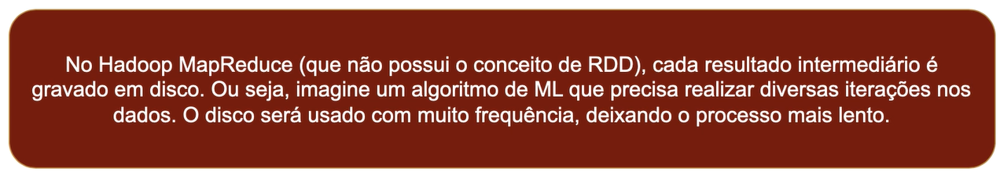 No Hadoop MapReduce (que não possui o conceito de RDD), cada resultado intermediário é
gravado em disco. Ou seja, imagine um algoritmo de ML que precisa realizar diversas iterações nos
dados. O disco será usado com muito frequência, deixando o processo mais lento.